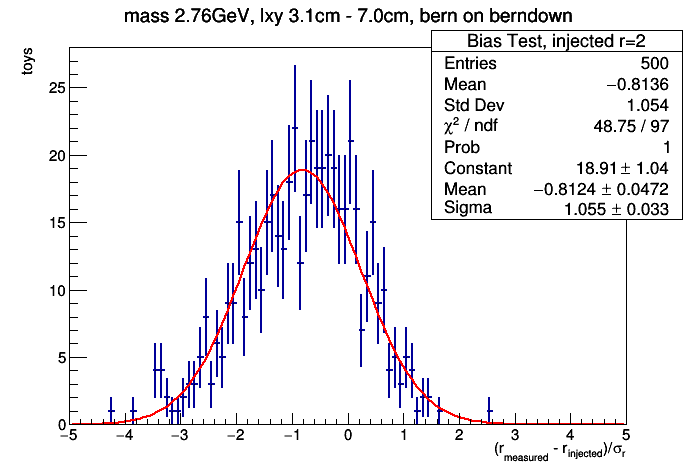 mass 2.76GeV, lxy 3.1cm - 7.0cm, bern on berndown
Bias Test, injected r=2
Entries 500
Mean −0.8136
Std Dev 1.054
χ² / ndf 48.75 / 97
Prob 1
Constant 18.91 ± 1.04
Mean −0.8124 ± 0.0472
Sigma 1.055 ± 0.033
toys
25
20
15
10
5
0
−5 −4 −3 −2 −1 0 1 2 3 4 5
(r_measured - r_injected)/σ_r